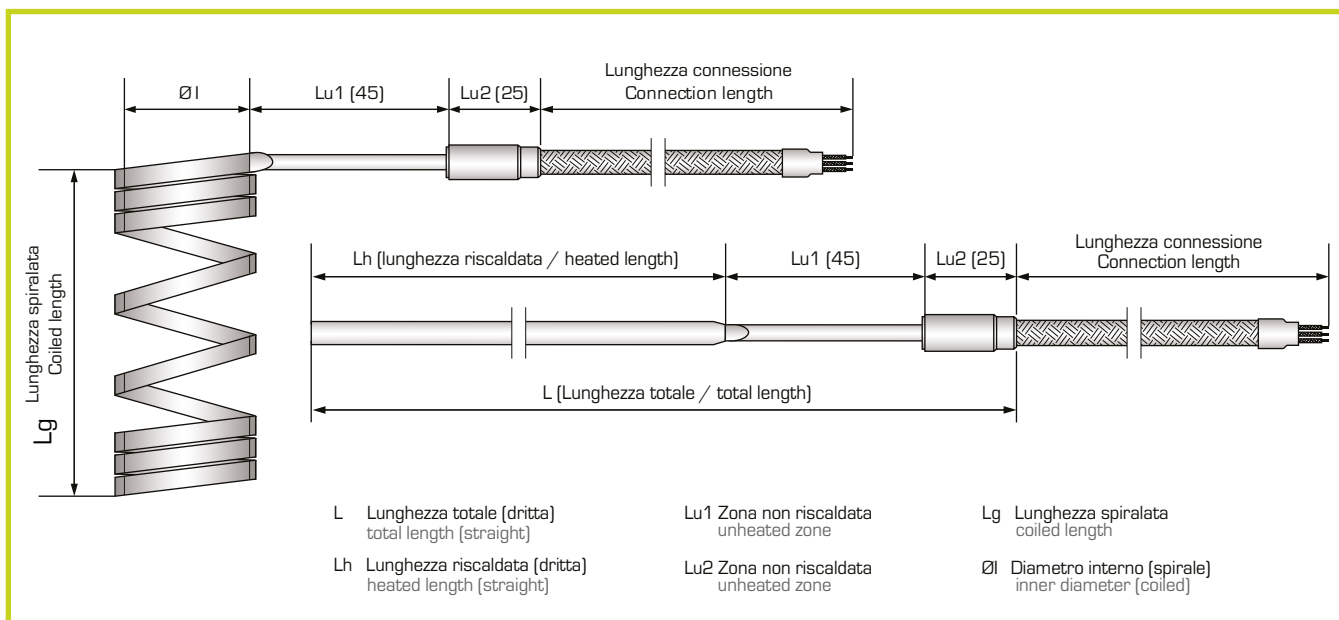 Lunghezza connessione
Connection length
Ø I
Lu1 (45)
Lu2 (25)
Lg
Lunghezza spiralata
Coiled length
Lh (lunghezza riscaldata / heated length)
Lu1 (45)
Lu2 (25)
Lunghezza connessione
Connection length
L (Lunghezza totale / total length)
L Lunghezza totale (dritta)
total length (straight)
Lh Lunghezza riscaldata (dritta)
heated length (straight)
Lu1 Zona non riscaldata
unheated zone
Lu2 Zona non riscaldata
unheated zone
Lg Lunghezza spiralata
coiled length
ØI Diametro interno (spirale)
inner diameter (coiled)